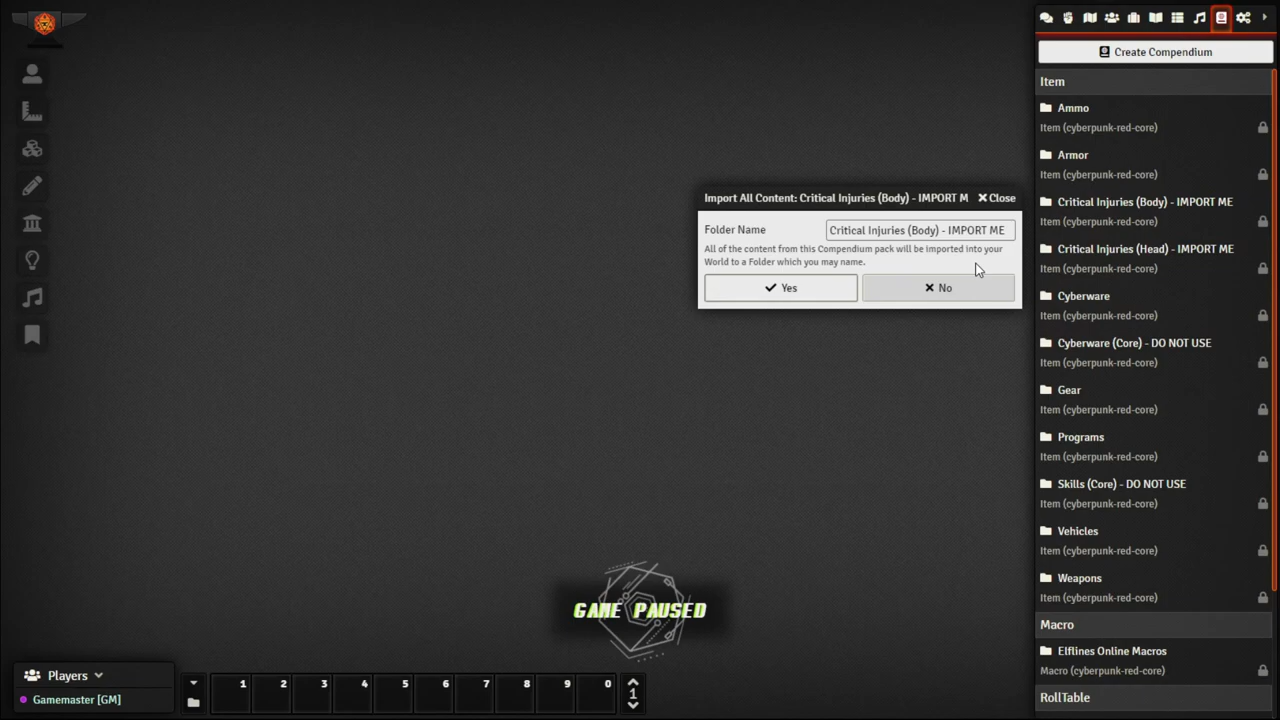 Create Compendium
Item
Ammo
Item (cyberpunk-red-core)
Armor
Item (cyberpunk-red-core)
Critical Injuries (Body) - IMPORT ME
Item (cyberpunk-red-core)
Critical Injuries (Head) - IMPORT ME
Item (cyberpunk-red-core)
Cyberware
Item (cyberpunk-red-core)
Cyberware (Core) - DO NOT USE
Item (cyberpunk-red-core)
Gear
Item (cyberpunk-red-core)
Programs
Item (cyberpunk-red-core)
Skills (Core) - DO NOT USE
Item (cyberpunk-red-core)
Vehicles
Item (cyberpunk-red-core)
Weapons
Item (cyberpunk-red-core)
Macro
Elflines Online Macros
Macro (cyberpunk-red-core)
RollTable
Import All Content: Critical Injuries (Body) - IMPORT M Close
Folder Name Critical Injuries (Body) - IMPORT ME
All of the content from this Compendium pack will be imported into your
World to a Folder which you may name.
Yes No
GAME PAUSED
Players
Gamemaster [GM]
1 2 3 4 5 6 7 8 9 0 1